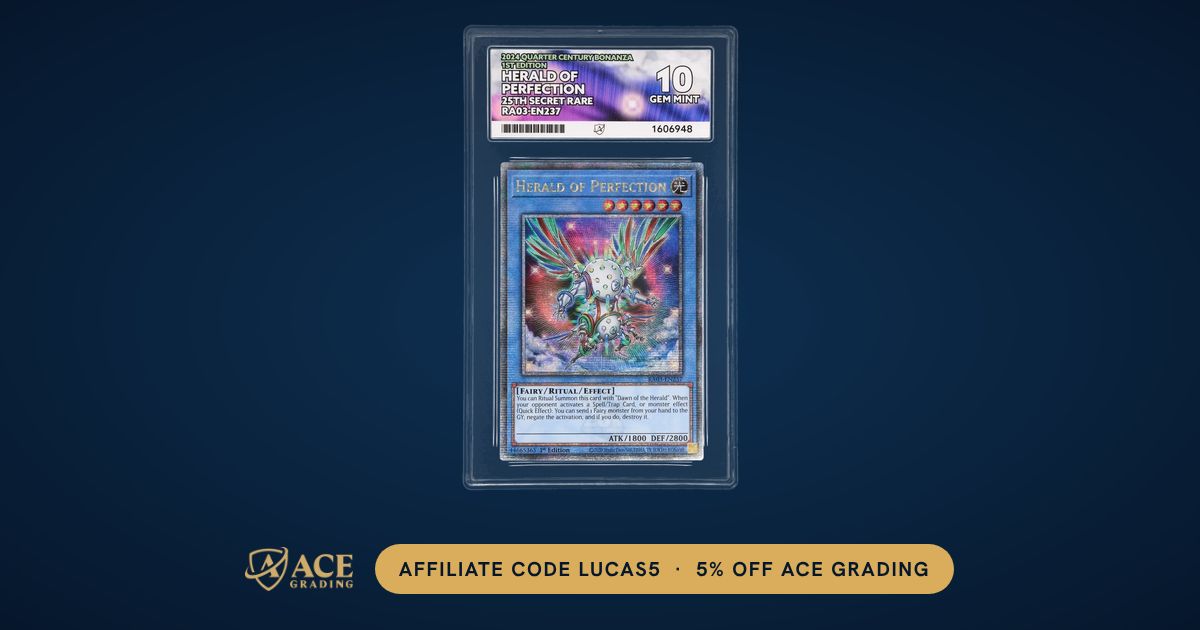 2024 QUARTER CENTURY BONANZA
1ST EDITION
HERALD OF
PERFECTION
25TH SECRET RARE
RA03-EN237
10
GEM MINT
1606948
HERALD OF PERFECTION
光
RA03-EN237
[FAIRY/RITUAL/EFFECT]
You can Ritual Summon this card with "Dawn of the Herald". When
your opponent activates a Spell/Trap Card, or monster effect
(Quick Effect): You can send 1 Fairy monster from your hand to the
GY; negate the activation, and if you do, destroy it.
ATK/1800 DEF/2800
1st Edition
ACE
GRADING
AFFILIATE CODE LUCAS5 · 5% OFF ACE GRADING